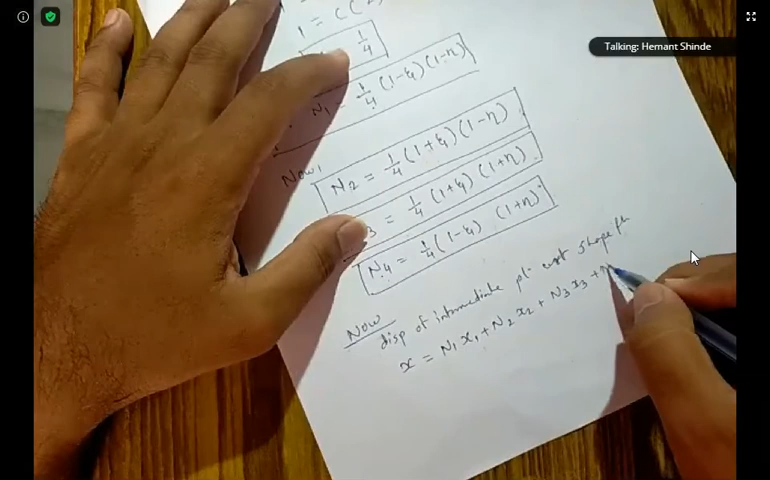 1 = C (
1/4
Talking: Hemant Shinde
N1 = 1/4 (1-ξ) (1-η)
Now,
N2 = 1/4 (1+ξ) (1-η)
3 = 1/4 (1+ξ) (1+η)
N4 = 1/4 (1-ξ) (1+η)
Now
disp of intermediate pt. wrt shape fn
x = N1 x1 + N2 x2 + N3 x3 + N